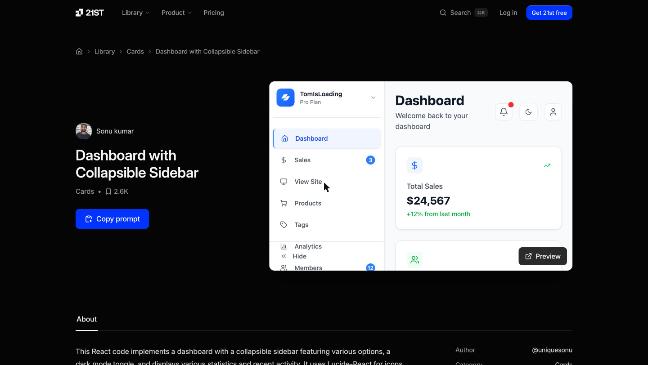 21ST
Library
Product
Pricing
Search
⌘K
Log in
Get 21st free
Library > Cards > Dashboard with Collapsible Sidebar
Sonu kumar
Dashboard with
Collapsible Sidebar
Cards • 2.6K
Copy prompt
TomIsLoading
Pro Plan
Dashboard
Sales 3
View Site
Products
Tags
Analytics
Hide
Members 12
Dashboard
Welcome back to your
dashboard
Total Sales
$24,567
+12% from last month
Preview
About
This React code implements a dashboard with a collapsible sidebar featuring various options, a
dark mode toggle, and displays various statistics and recent activity. It uses Lucide-React for icons
Author @uniquesonu
Category Cards